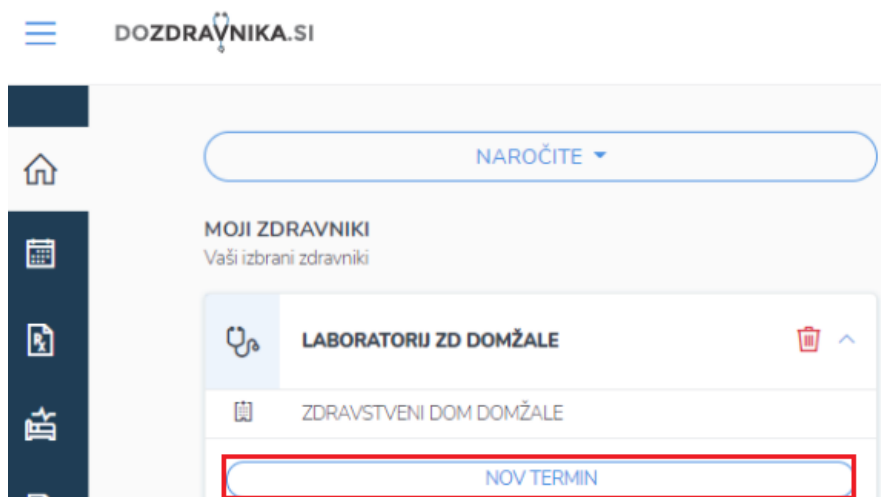 DOZDRAVNIKA.SI
NAROČITE
MOJI ZDRAVNIKI
Vaši izbrani zdravniki
LABORATORIJ ZD DOMŽALE
ZDRAVSTVENI DOM DOMŽALE
NOV TERMIN